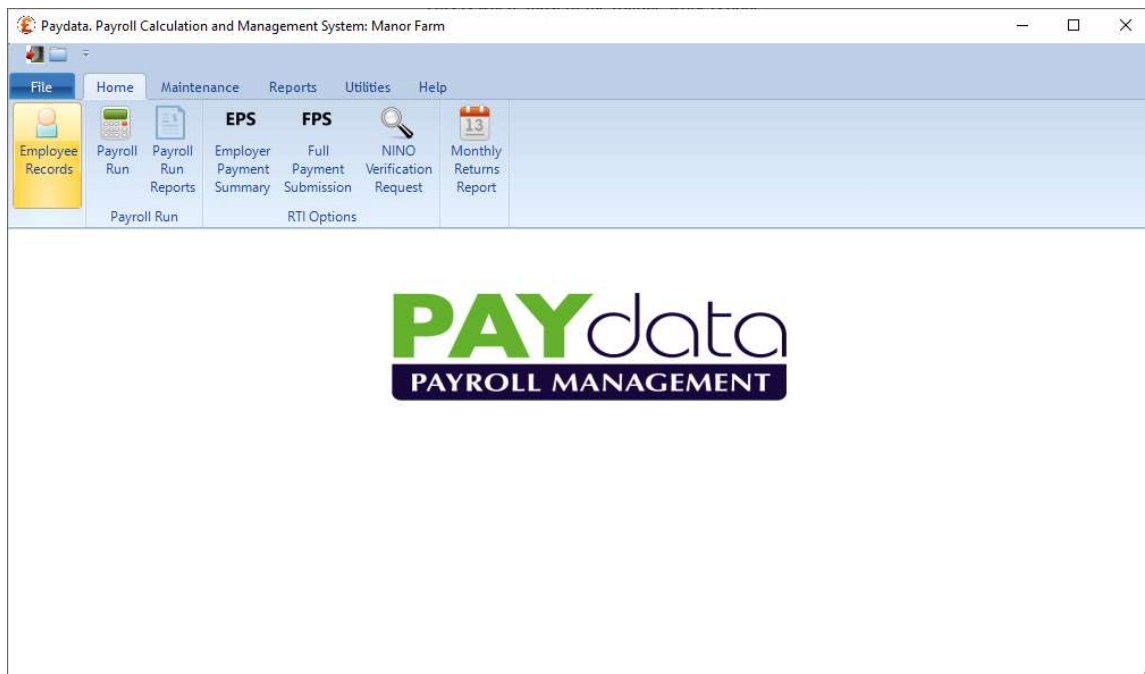 Paydata. Payroll Calculation and Management System: Manor Farm
File Home Maintenance Reports Utilities Help
Employee Records
Payroll Run
Payroll Run Reports
EPS Employer Payment Summary
FPS Full Payment Submission
NINO Verification Request
13 Monthly Returns Report
Payroll Run
RTI Options
PAYdata
PAYROLL MANAGEMENT